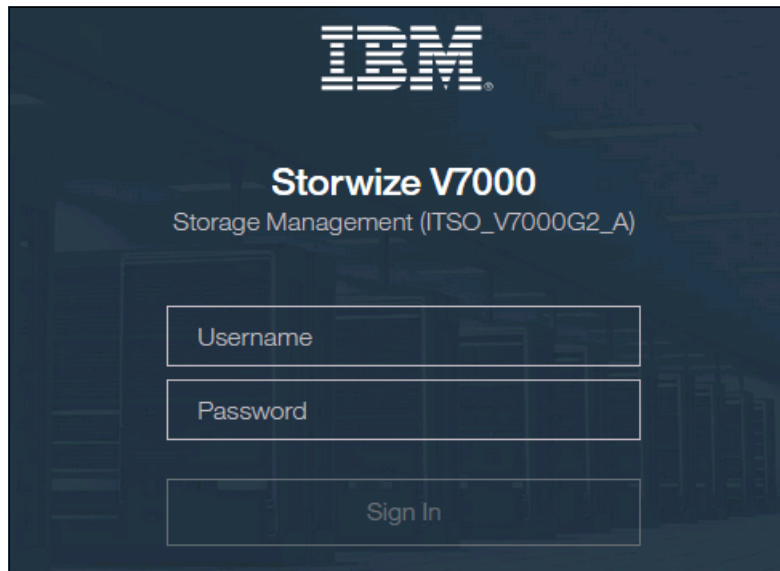 IBM®
Storwize V7000
Storage Management (ITSO_V7000G2_A)
Username
Password
Sign In